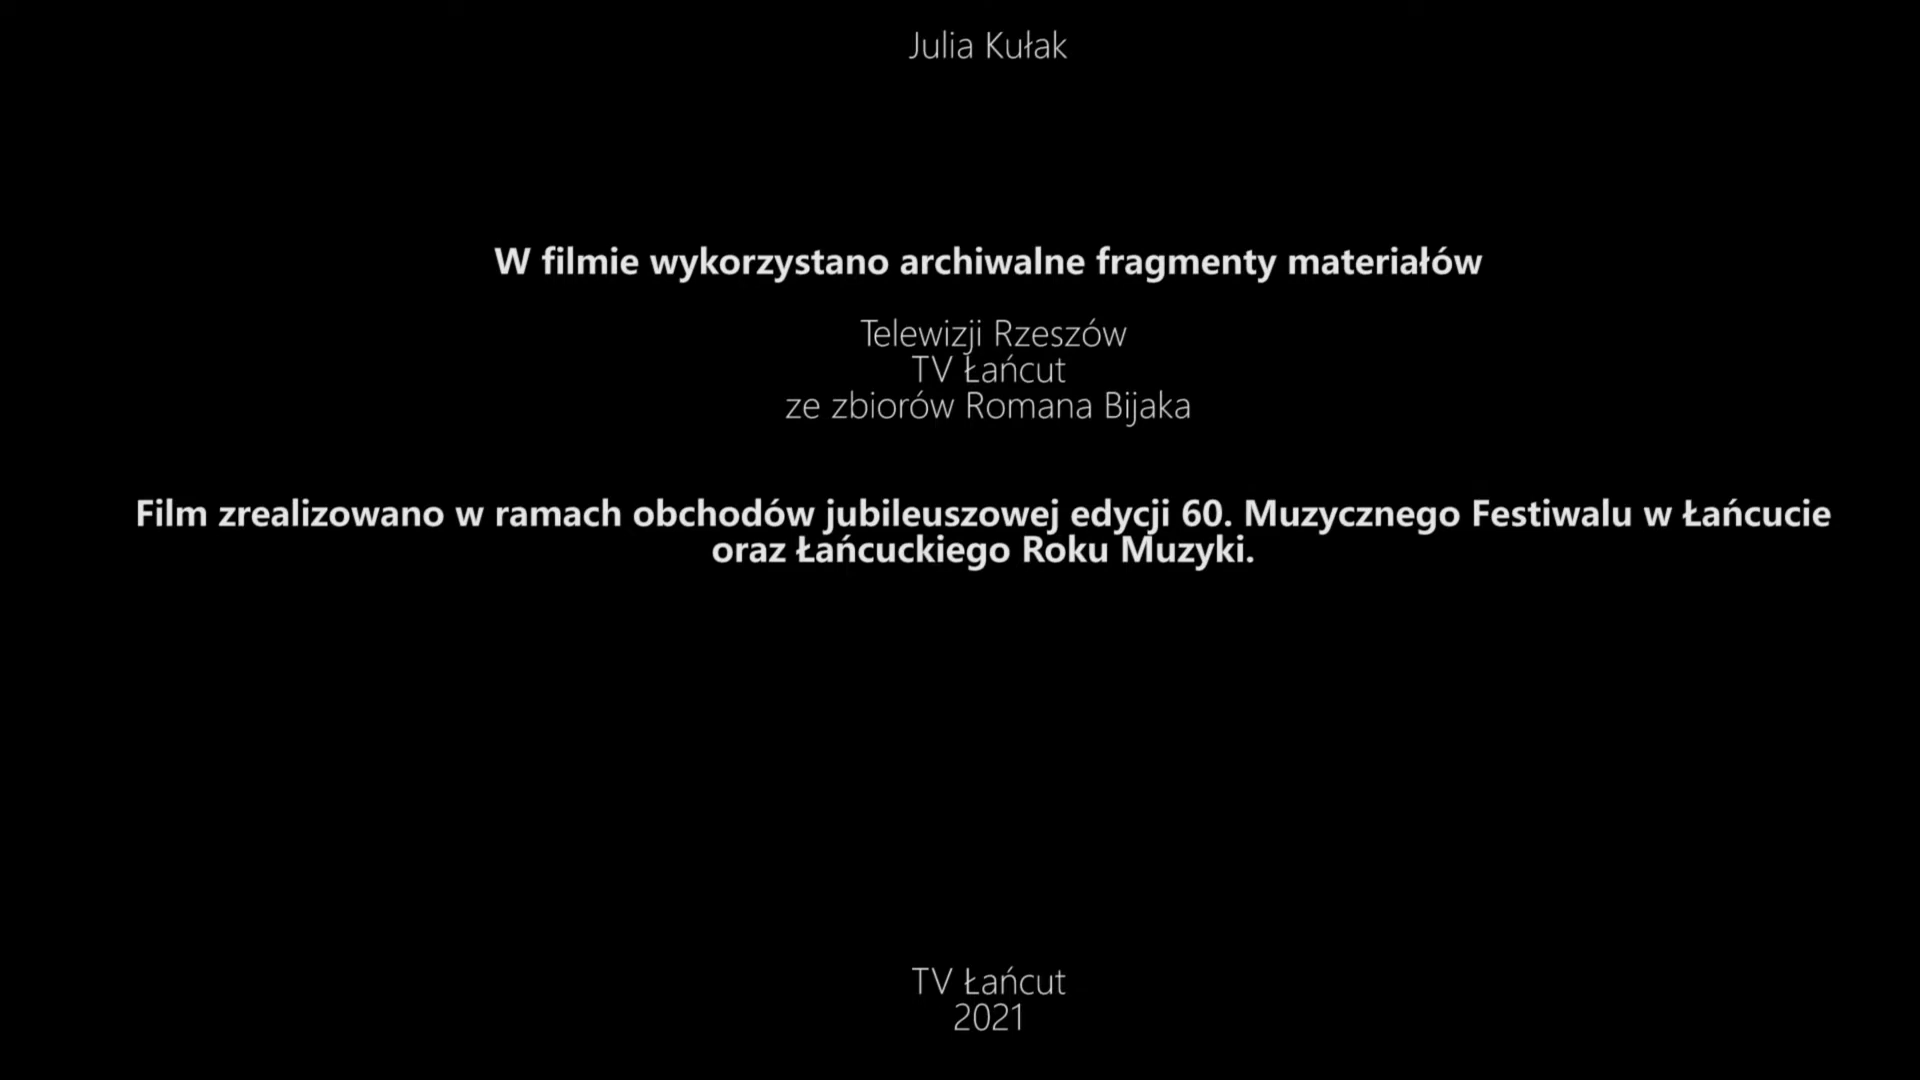 Julia Kułak
W filmie wykorzystano archiwalne fragmenty materiałów
Telewizji Rzeszów
TV Łańcut
ze zbiorów Romana Bijaka
Film zrealizowano w ramach obchodów jubileuszowej edycji 60. Muzycznego Festiwalu w Łańcucie
oraz Łańcuckiego Roku Muzyki.
TV Łańcut
2021